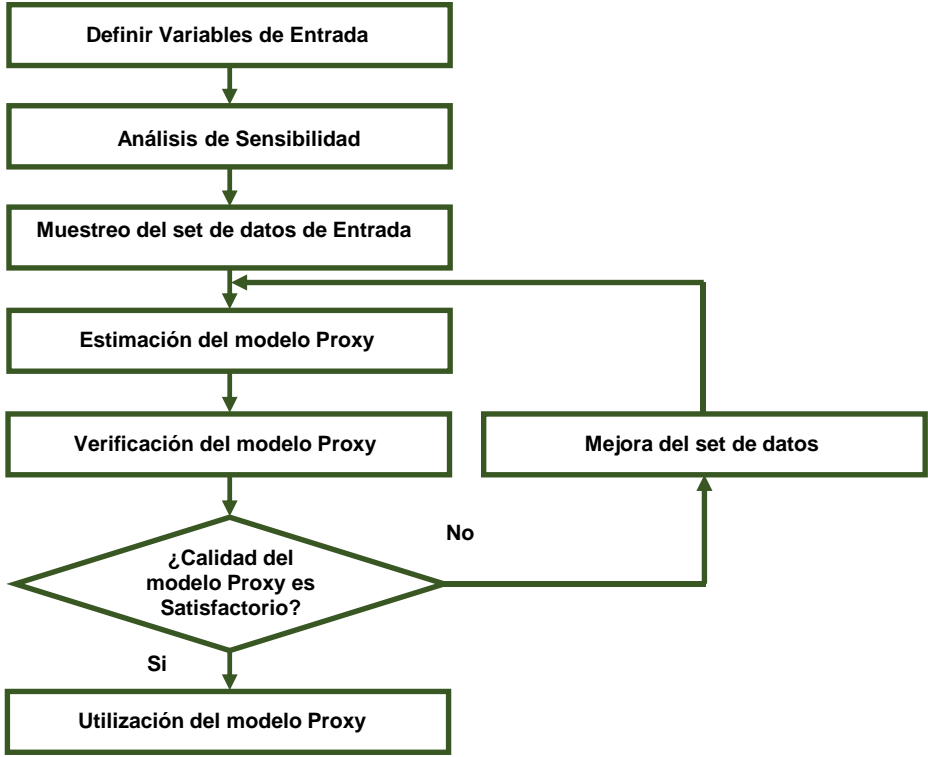 Definir Variables de Entrada
Análisis de Sensibilidad
Muestreo del set de datos de Entrada
Estimación del modelo Proxy
Verificación del modelo Proxy
Mejora del set de datos
No
¿Calidad del
modelo Proxy es
Satisfactorio?
Si
Utilización del modelo Proxy